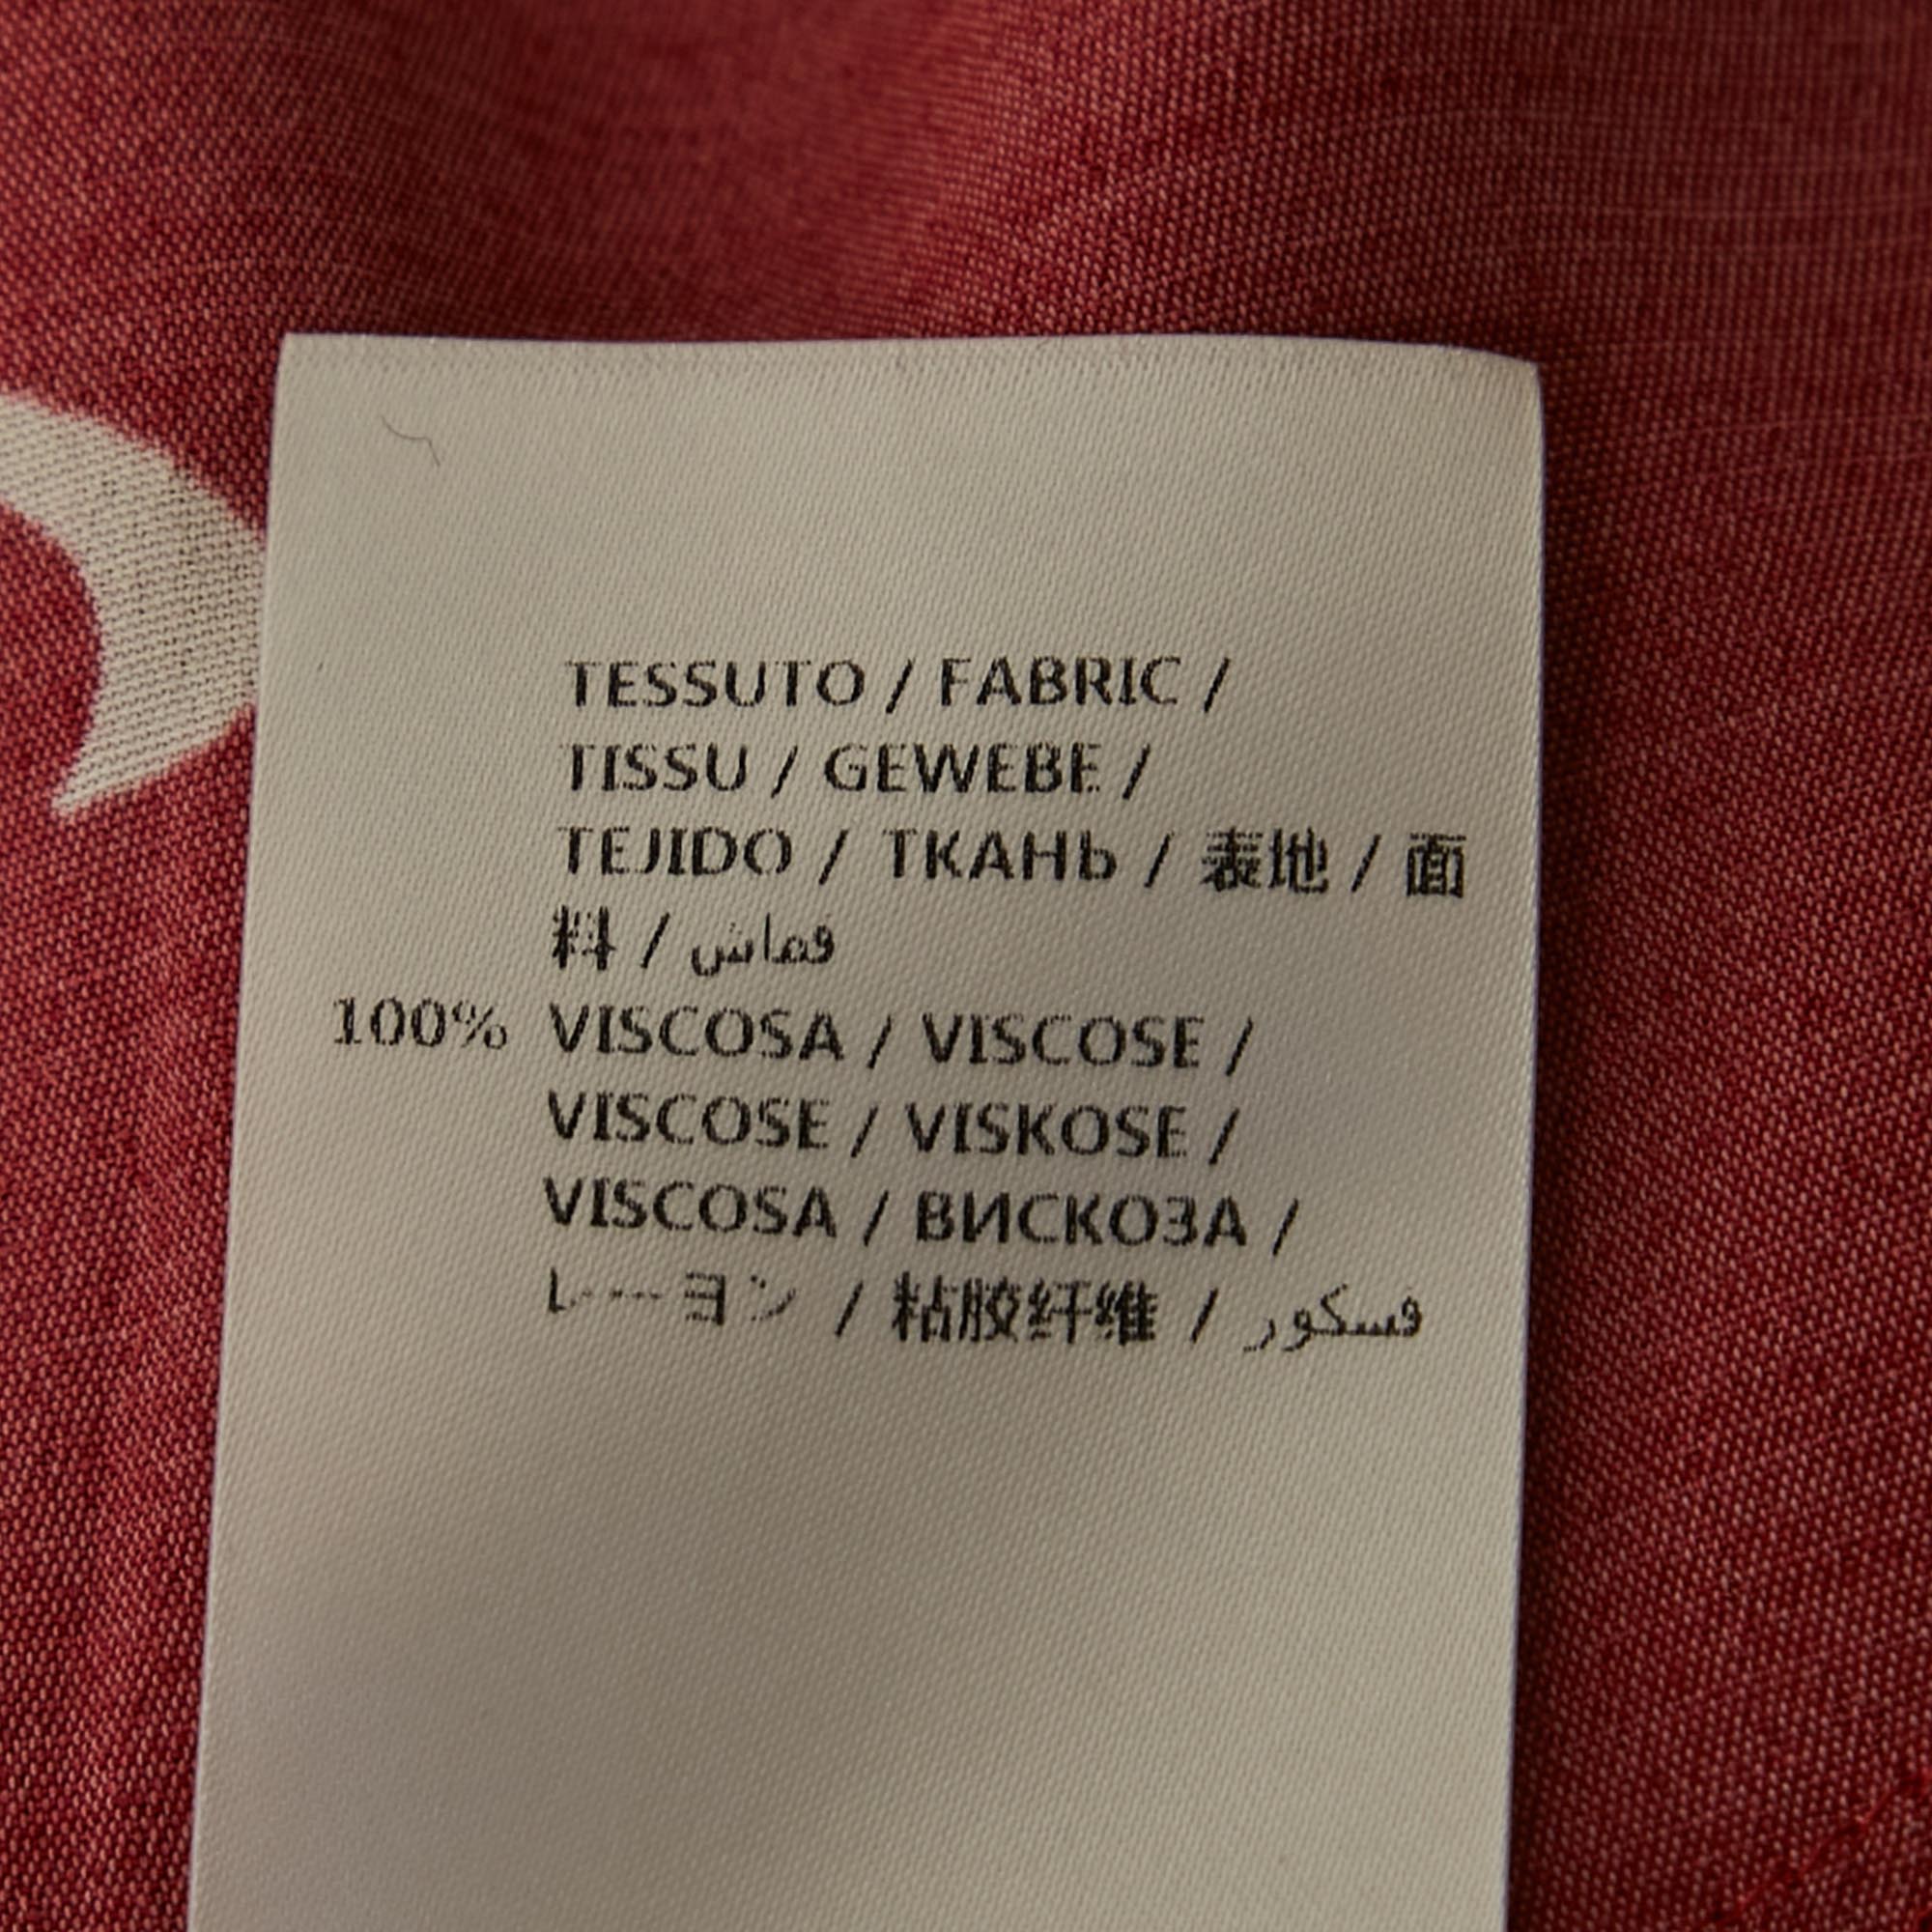 TESSUTO / FABRIC /
TISSU / GEWEBE /
TEJIDO / ТКАНЬ / 表地 / 面
料 / قماش
100% VISCOSA / VISCOSE /
VISCOSE / VISKOSE /
VISCOSA / ВИСКОЗА /
レーヨン / 粘胶纤维 / فسكور